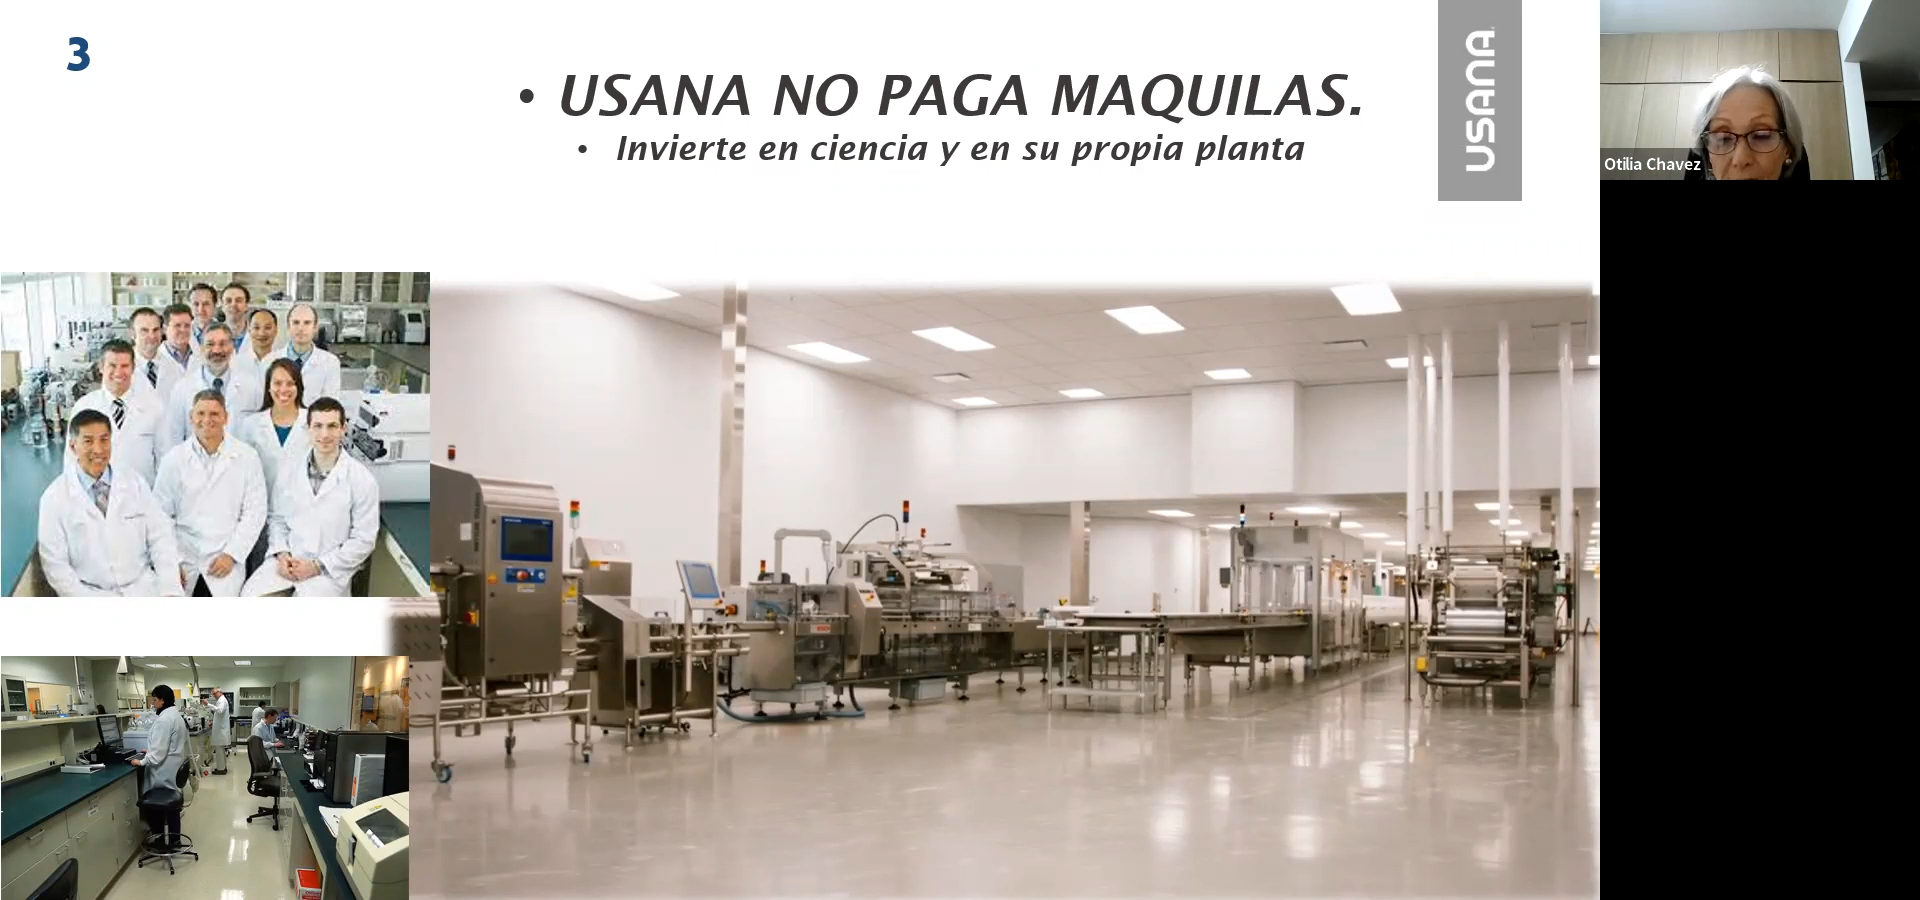 3
• USANA NO PAGA MAQUILAS.
• Invierte en ciencia y en su propia planta
USANA
Otilia Chavez